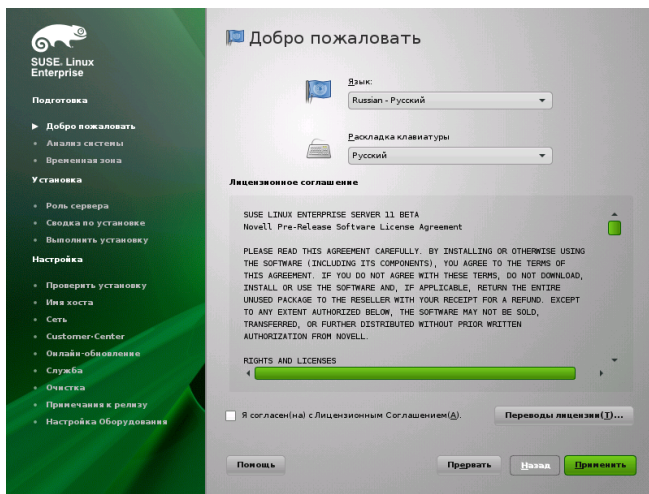 SUSE. Linux
Enterprise
Подготовка
Добро пожаловать
Анализ системы
Временная зона
Установка
Роль сервера
Сводка по установке
Выполнить установку
Настройка
Проверить установку
Имя хоста
Сеть
Customer-Center
Онлайн-обновление
Служба
Очистка
Примечания к релизу
Настройка Оборудования
Добро пожаловать
Язык:
Russian - Русский
Раскладка клавиатуры
Русский
Лицензионное соглашение
SUSE LINUX ENTERPRISE SERVER 11 BETA
Novell Pre-Release Software License Agreement
PLEASE READ THIS AGREEMENT CAREFULLY. BY INSTALLING OR OTHERWISE USING
THE SOFTWARE (INCLUDING ITS COMPONENTS), YOU AGREE TO THE TERMS OF
THIS AGREEMENT. IF YOU DO NOT AGREE WITH THESE TERMS, DO NOT DOWNLOAD,
INSTALL OR USE THE SOFTWARE AND, IF APPLICABLE, RETURN THE ENTIRE
UNUSED PACKAGE TO THE RESELLER WITH YOUR RECEIPT FOR A REFUND. EXCEPT
TO ANY EXTENT AUTHORIZED BELOW, THE SOFTWARE MAY NOT BE SOLD,
TRANSFERRED, OR FURTHER DISTRIBUTED WITHOUT PRIOR WRITTEN
AUTHORIZATION FROM NOVELL.
RIGHTS AND LICENSES
Я согласен(на) с Лицензионным Соглашением(А).
Переводы лицензии(Т)...
Помощь
Прервать
Назад
Применить